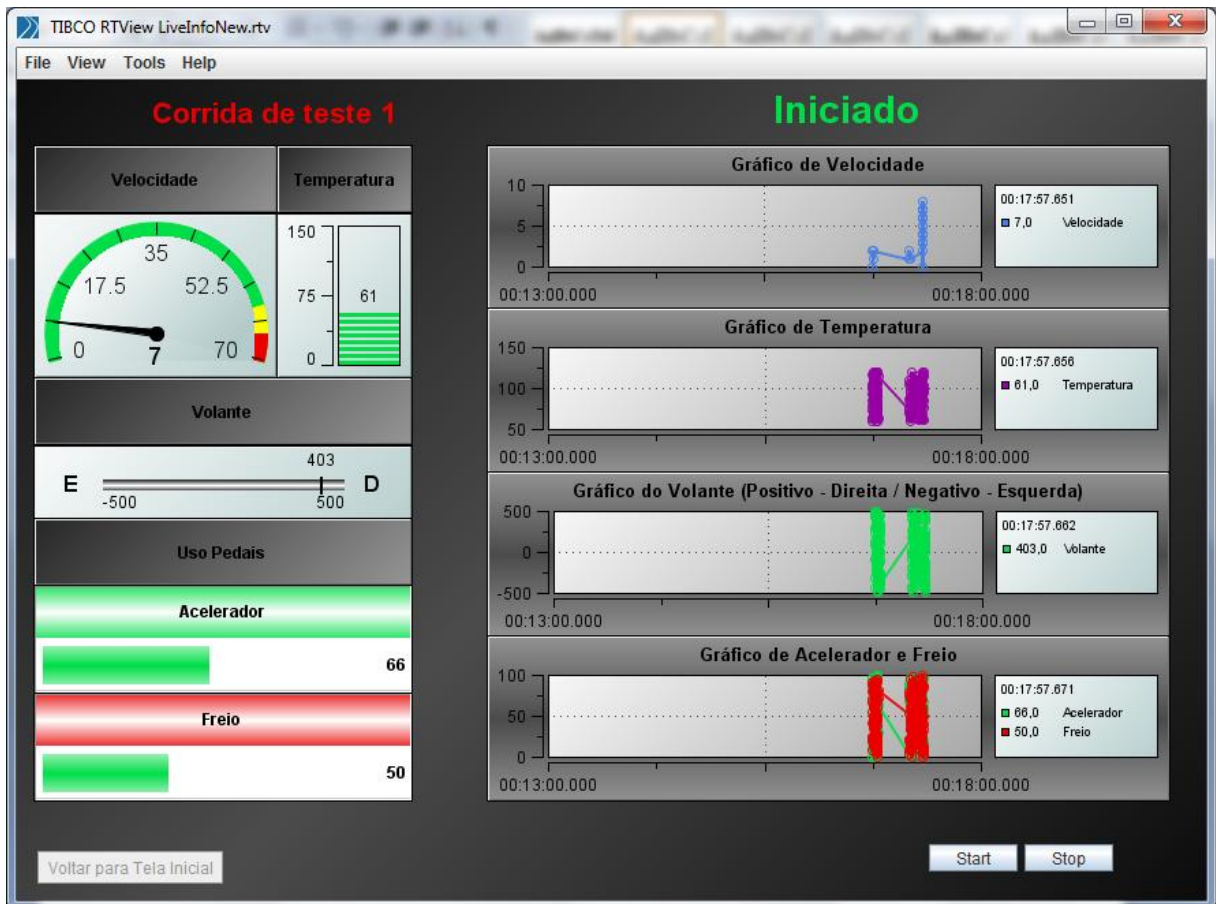 TIBCO RTView LiveInfoNew.rtv
File View Tools Help
Corrida de teste 1
Iniciado
Velocidade
Temperatura
35
17.5
52.5
0
7
70
150
75
61
0
Volante
403
E
D
-500
500
Uso Pedais
Acelerador
66
Freio
50
Gráfico de Velocidade
10
5
0
00:13:00.000
00:18:00.000
00:17:57.651
7,0 Velocidade
Gráfico de Temperatura
150
100
50
00:13:00.000
00:18:00.000
00:17:57.656
61,0 Temperatura
Gráfico do Volante (Positivo - Direita / Negativo - Esquerda)
500
0
-500
00:13:00.000
00:18:00.000
00:17:57.662
403,0 Volante
Gráfico de Acelerador e Freio
100
50
0
00:13:00.000
00:18:00.000
00:17:57.671
66,0 Acelerador
50,0 Freio
Voltar para Tela Inicial
Start
Stop